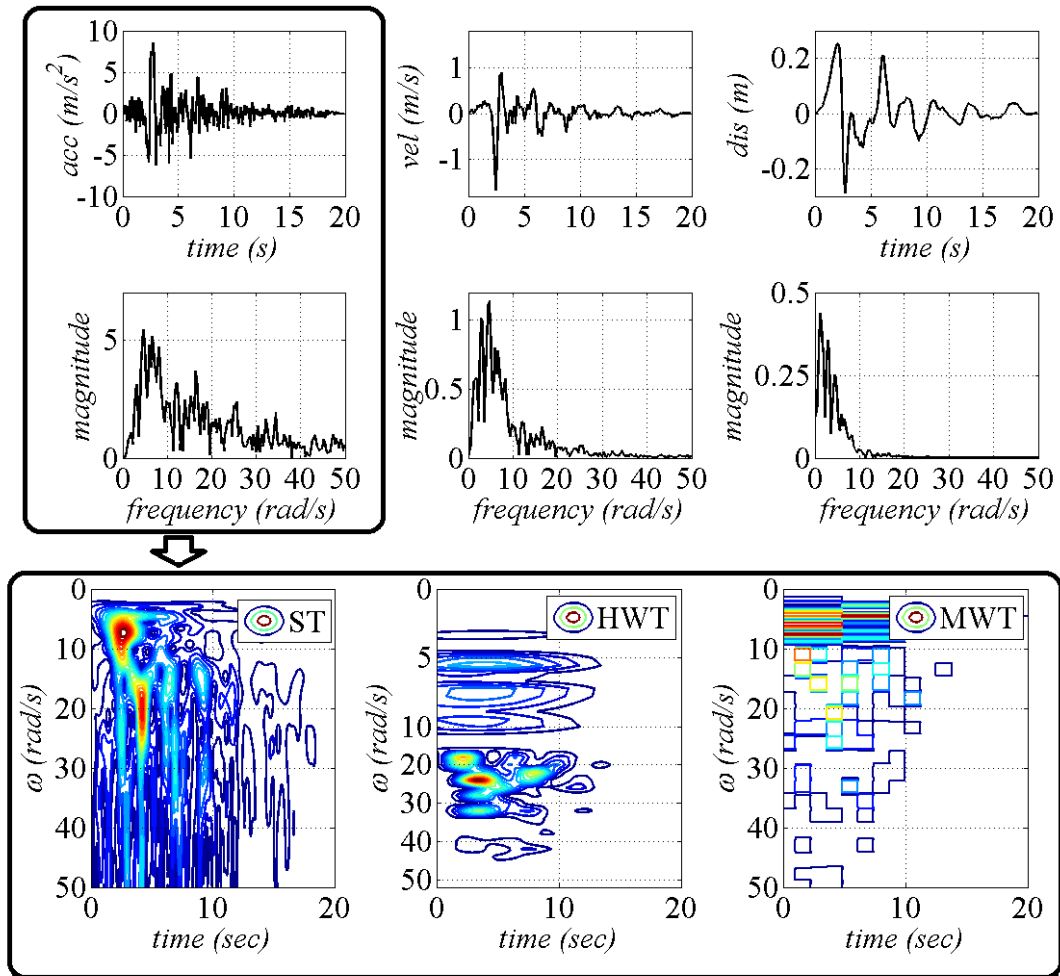 acc (m/s²)
10
5
0
-5
-10
0 5 10 15 20
time (s)
vel (m/s)
1
0
-1
0 5 10 15 20
dis (m)
0.2
0
-0.2
0 5 10 15 20
time (s)
magnitude
5
0
0 10 20 30 40 50
frequency (rad/s)
magnitude
1
0.5
0
0 10 20 30 40 50
frequency (rad/s)
magnitude
0.5
0.25
0
0 10 20 30 40 50
frequency (rad/s)
ω (rad/s)
0
10
20
30
40
50
ST
0 10 20
time (sec)
ω (rad/s)
0
5
10
20
30
40
50
HWT
0 10 20
time (sec)
ω (rad/s)
0
10
20
30
40
50
MWT
0 10 20
time (sec)